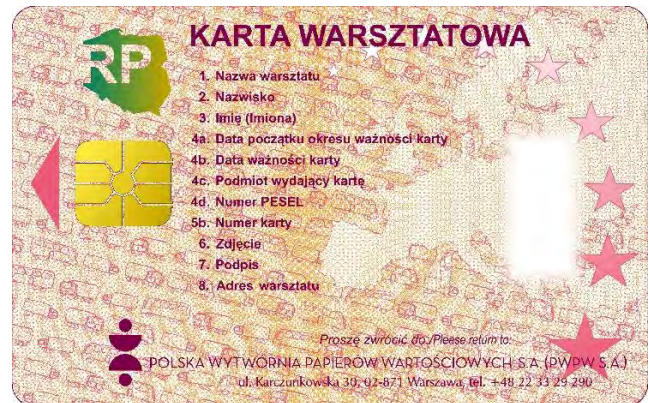 RP
KARTA WARSZTATOWA
1. Nazwa warsztatu
2. Nazwisko
3. Imię (Imiona)
4a. Data początku okresu ważności karty
4b. Data ważności karty
4c. Podmiot wydający kartę
4d. Numer PESEL
5b. Numer karty
6. Zdjęcie
7. Podpis
8. Adres warsztatu
Proszę zwrócić do:/Please return to:
POLSKA WYTWÓRNIA PAPIERÓW WARTOŚCIOWYCH S.A. (PWPW S.A.)
ul. Karczunkowska 30, 02-871 Warszawa, tel. +48 22 33 29 290